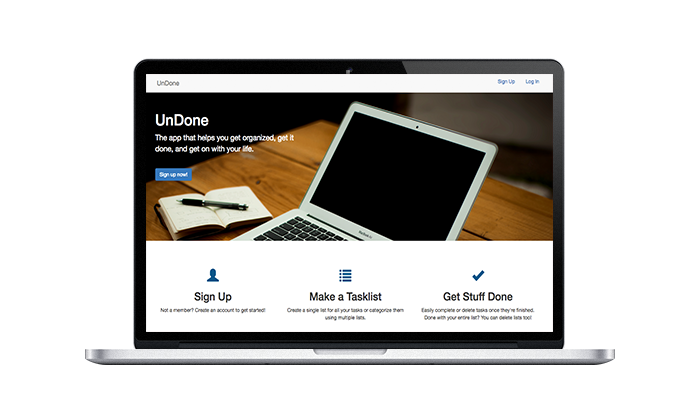 UnDone
Sign Up
Log in
UnDone
The app that helps you get organized, get it
done, and get on with your life.
Sign up now!
Sign Up
Make a Tasklist
Get Stuff Done
Not a member? Create an account to get started!
Create a single list for all your tasks or categorize them
using multiple lists.
Easily complete or delete tasks once they're finished.
Done with your entire list? You can delete lists too!